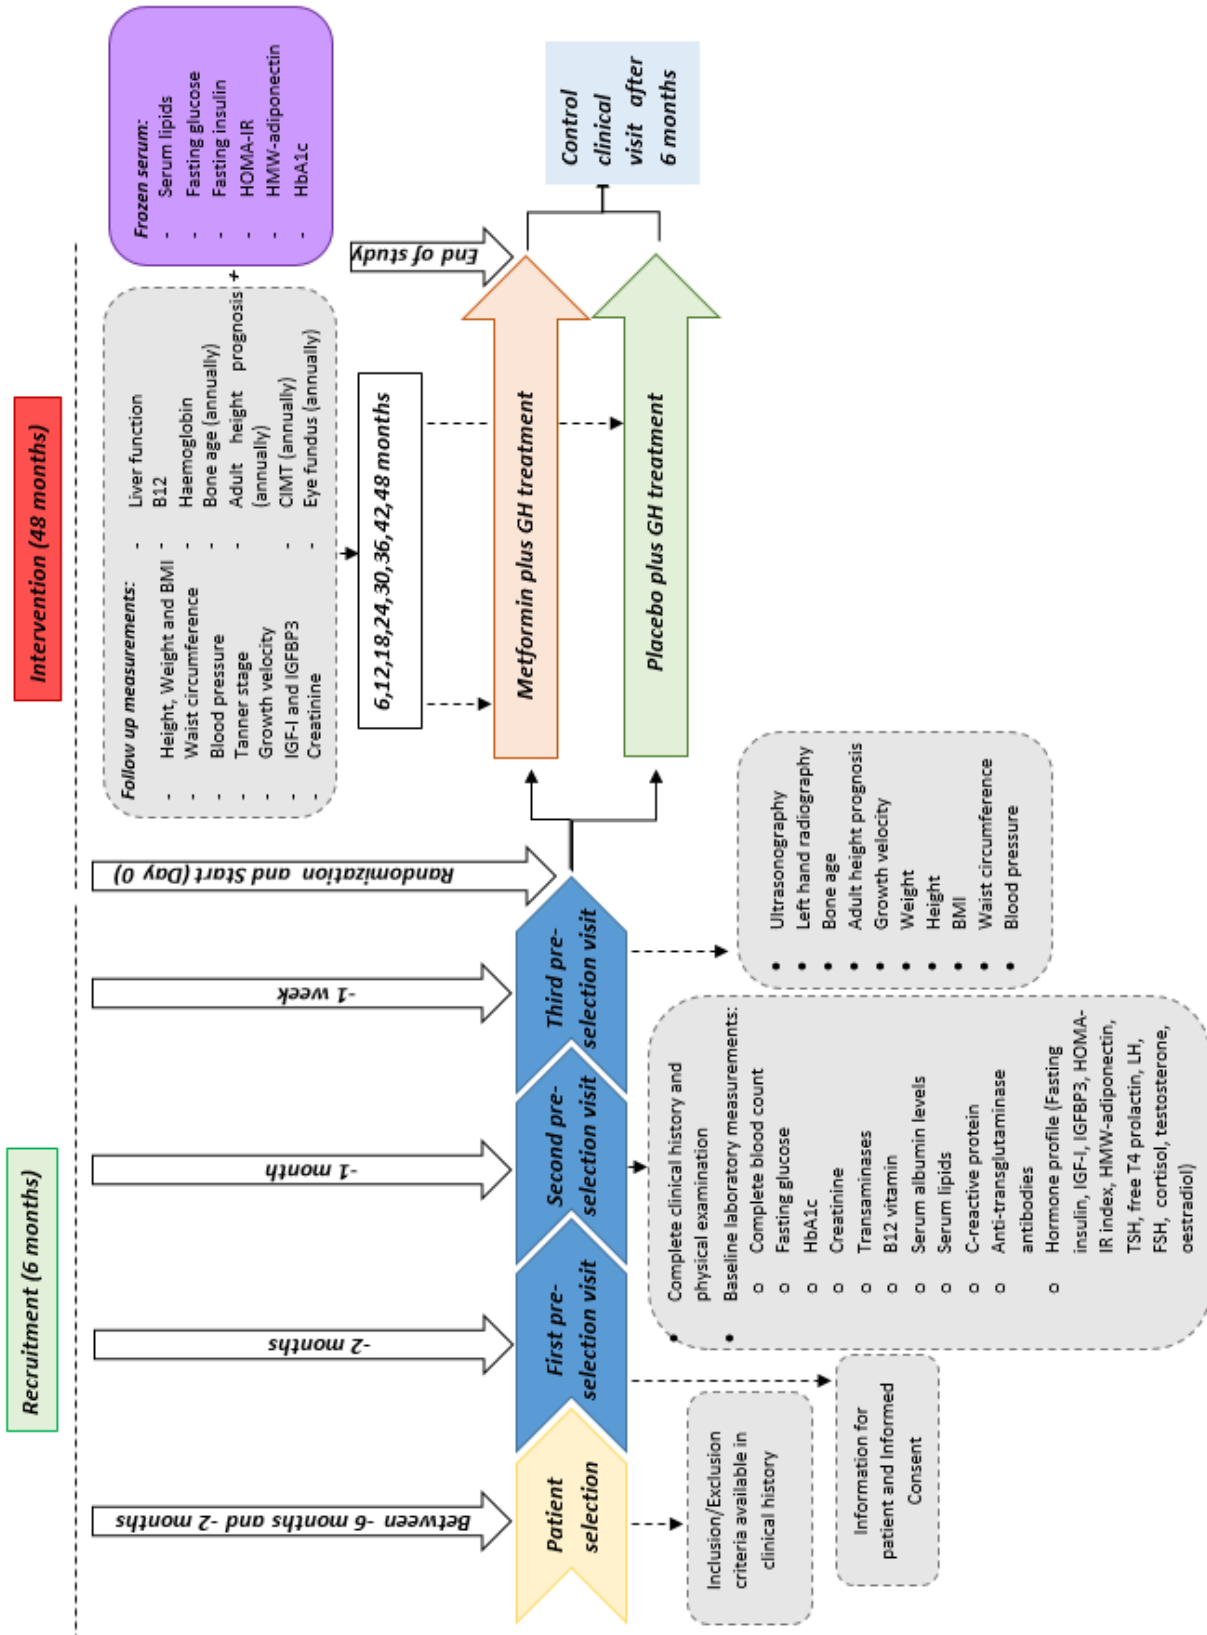 Recruitment (6 months)
Intervention (48 months)
Between -6 months and -2 months
-2 months
-1 month
-1 week
Randomization and Start (Day 0)
End of study
Follow up measurements:
- Height, Weight and BMI
- Waist circumference
- Blood pressure
- Tanner stage
- Growth velocity
- IGF-I and IGFBP3
- Creatinine
- Liver function
- B12
- Haemoglobin
- Bone age (annually)
- Adult height prognosis
(annually)
- CIMT (annually)
- Eye fundus (annually)
+
Frozen serum:
- Serum lipids
- Fasting glucose
- Fasting insulin
- HOMA-IR
- HMW-adiponectin
- HbA1c
6,12,18,24,30,36,42,48 months
Patient
selection
First pre-
selection visit
Second pre-
selection visit
Third pre-
selection visit
Metformin plus GH treatment
Placebo plus GH treatment
Control
clinical
visit after
6 months
Inclusion/Exclusion
criteria available in
clinical history
Information for
patient and Informed
Consent
• Complete clinical history and
physical examination
• Baseline laboratory measurements:
o Complete blood count
o Fasting glucose
o HbA1c
o Creatinine
o Transaminases
o B12 vitamin
o Serum albumin levels
o Serum lipids
o C-reactive protein
o Anti-transglutaminase
antibodies
o Hormone profile (Fasting
insulin, IGF-I, IGFBP3, HOMA-
IR index, HMW-adiponectin,
TSH, free T4 prolactin, LH,
FSH, cortisol, testosterone,
oestradiol)
• Ultrasonography
• Left hand radiography
• Bone age
• Adult height prognosis
• Growth velocity
• Weight
• Height
• BMI
• Waist circumference
• Blood pressure